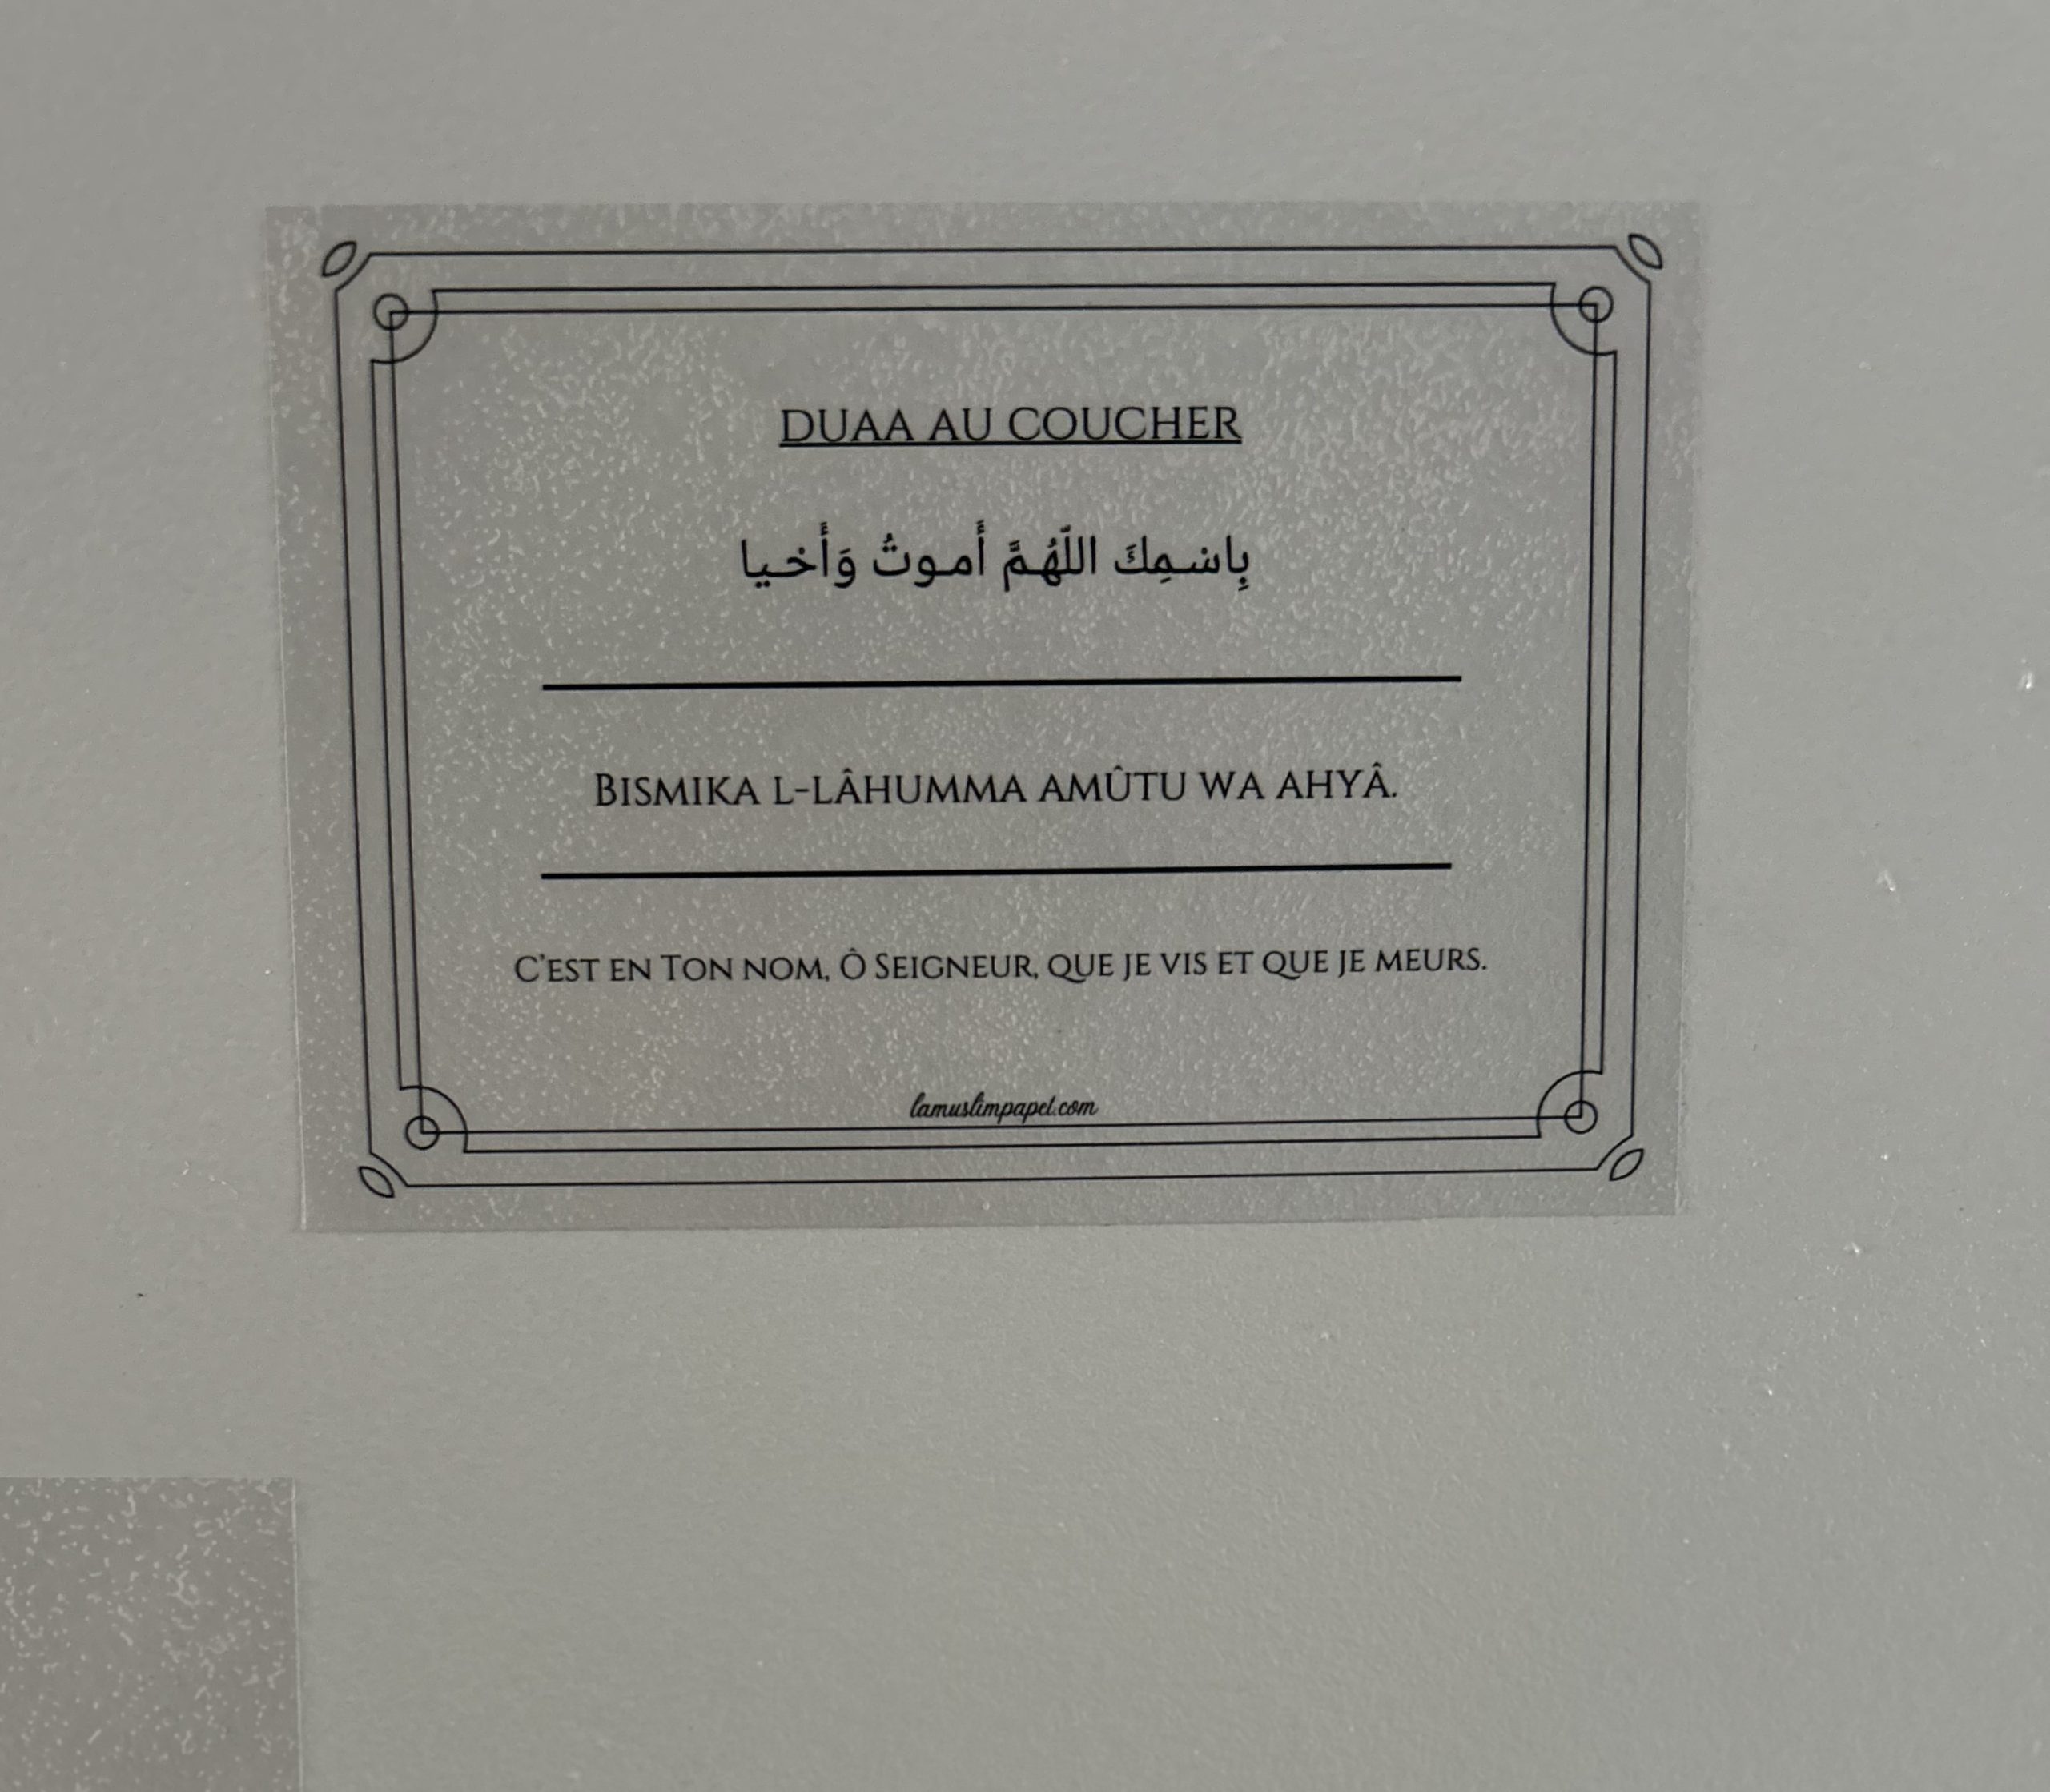 DUAA AU COUCHER
بِاسْمِكَ اللّهُمَّ أَموتُ وَأَحْيا
BISMIKA L-LÂHUMMA AMÛTU WA AHYÂ.
C'EST EN TON NOM, Ô SEIGNEUR, QUE JE VIS ET QUE JE MEURS.
lamuslimpapel.com